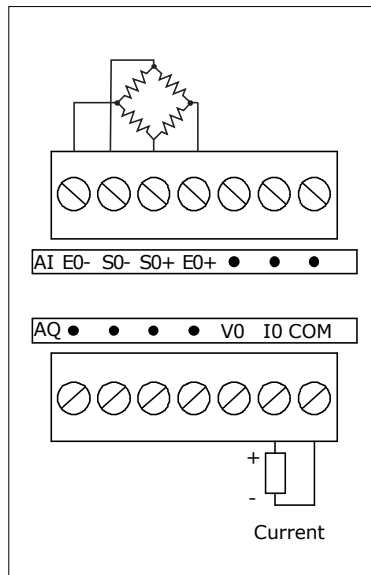 AI E0- S0- S0+ E0+ • • •
AQ • • • • V0 I0 COM
+
-
Current